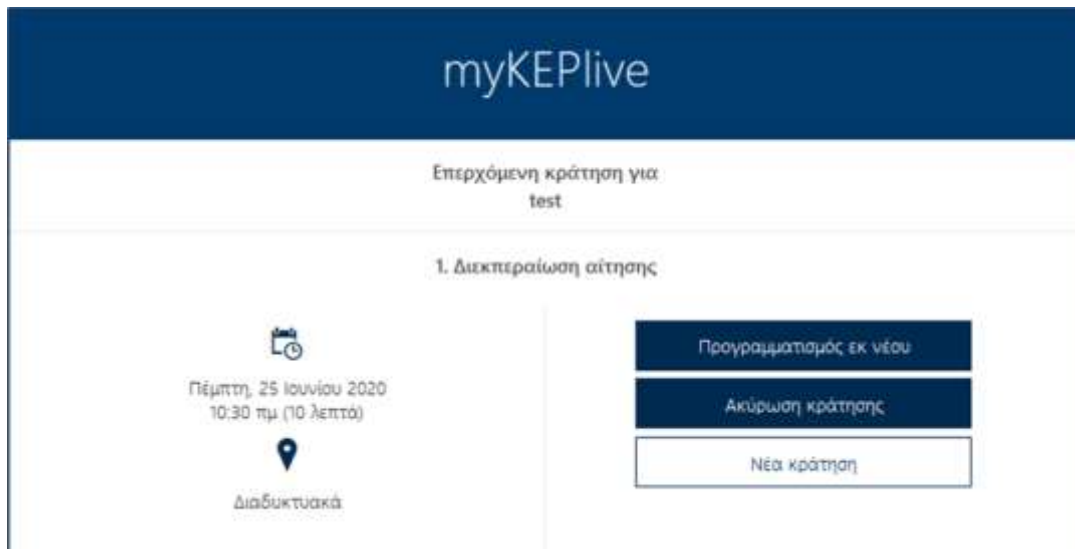 myKEPlive
Επερχόμενη κράτηση για
test
1. Διεκπεραίωση αίτησης
Πέμπτη, 25 Ιουνίου 2020
10:30 πμ (10 λεπτά)
Διαδικτυακά
Προγραμματισμός εκ νέου
Ακύρωση κράτησης
Νέα κράτηση